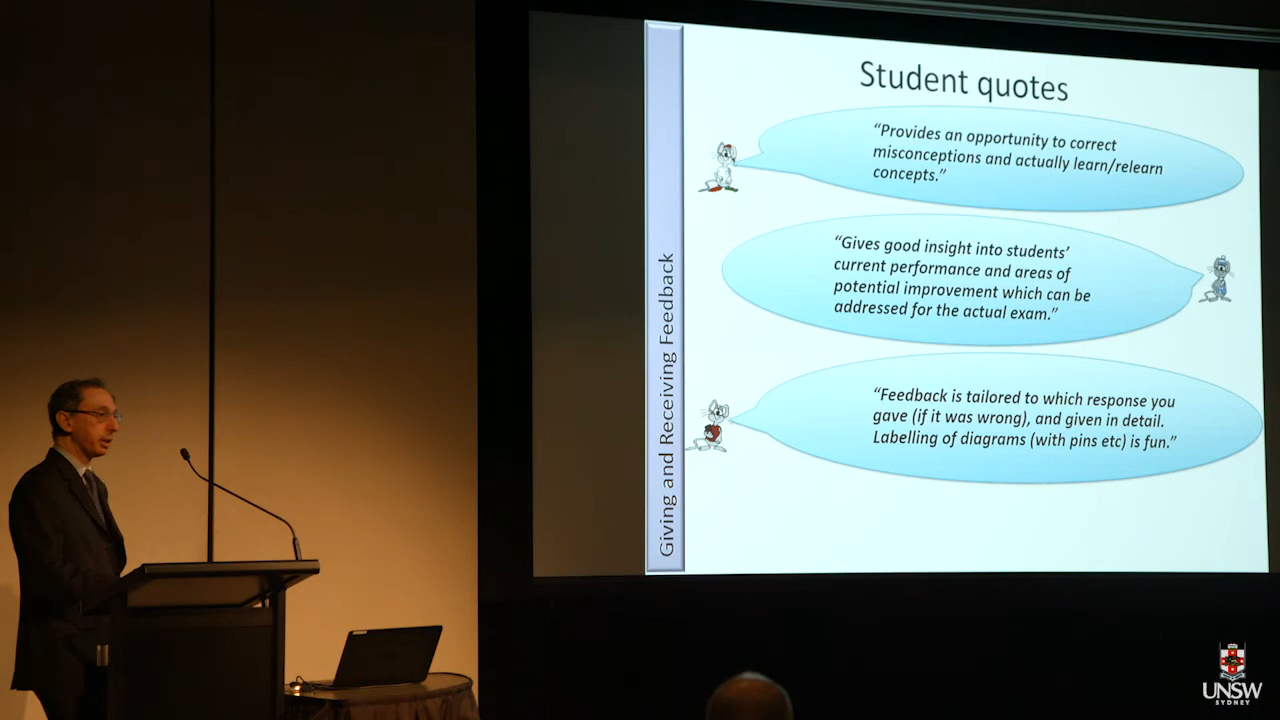 Student quotes
“Provides an opportunity to correct
misconceptions and actually learn/relearn
concepts.”
“Gives good insight into students’
current performance and areas of
potential improvement which can be
addressed for the actual exam.”
“Feedback is tailored to which response you
gave (if it was wrong), and given in detail.
Labelling of diagrams (with pins etc) is fun.”
Giving and Receiving Feedback
UNSW
SYDNEY